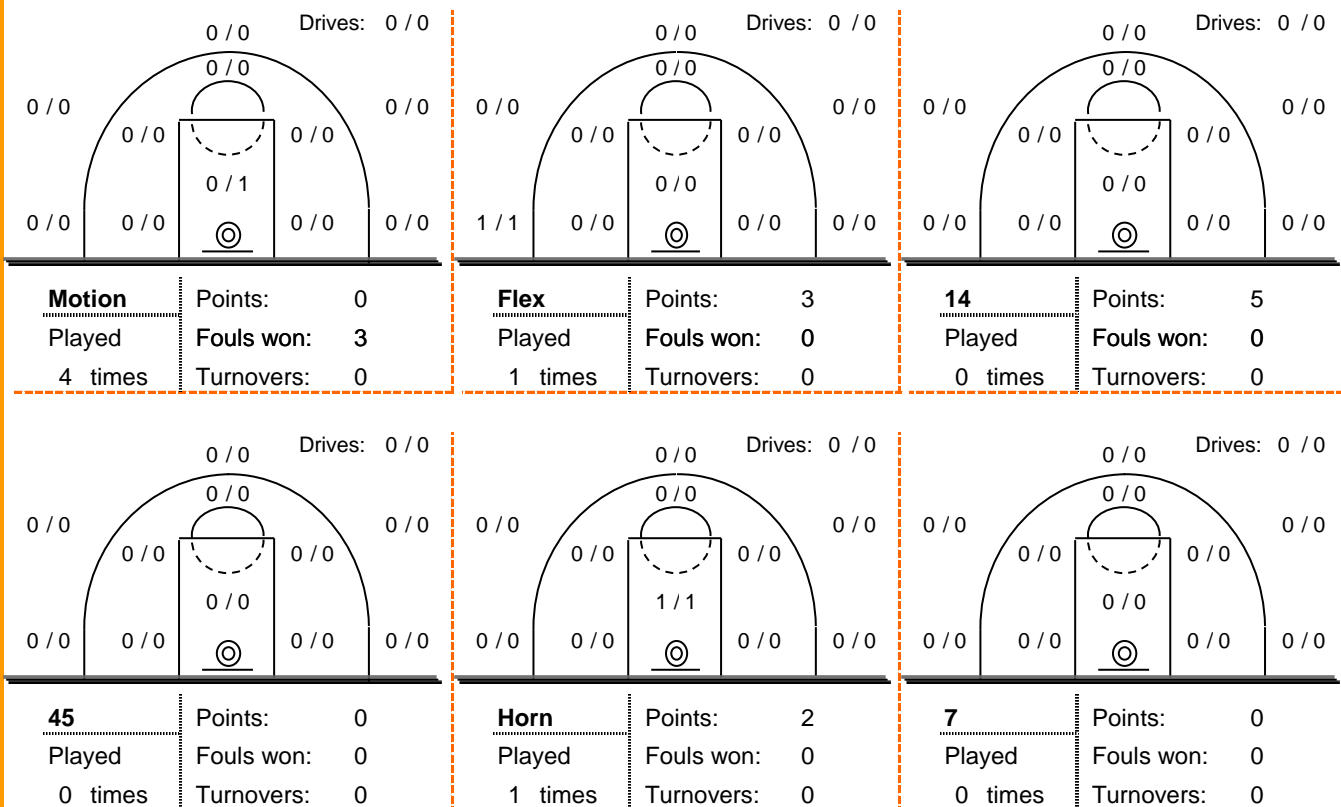 Drives: 0 / 0
0 / 0
0 / 0
0 / 0
0 / 0
0 / 0
0 / 0
0 / 1
0 / 0
0 / 0
0 / 0
0 / 0
Motion
Points: 0
Played
Fouls won: 3
4 times
Turnovers: 0
Drives: 0 / 0
0 / 0
0 / 0
0 / 0
0 / 0
0 / 0
0 / 0
0 / 0
1 / 1
0 / 0
0 / 0
0 / 0
Flex
Points: 3
Played
Fouls won: 0
1 times
Turnovers: 0
Drives: 0 / 0
0 / 0
0 / 0
0 / 0
0 / 0
0 / 0
0 / 0
0 / 0
0 / 0
0 / 0
0 / 0
0 / 0
14
Points: 5
Played
Fouls won: 0
0 times
Turnovers: 0
Drives: 0 / 0
0 / 0
0 / 0
0 / 0
0 / 0
0 / 0
0 / 0
0 / 0
0 / 0
0 / 0
0 / 0
0 / 0
45
Points: 0
Played
Fouls won: 0
0 times
Turnovers: 0
Drives: 0 / 0
0 / 0
0 / 0
0 / 0
0 / 0
0 / 0
0 / 0
1 / 1
0 / 0
0 / 0
0 / 0
0 / 0
Horn
Points: 2
Played
Fouls won: 0
1 times
Turnovers: 0
Drives: 0 / 0
0 / 0
0 / 0
0 / 0
0 / 0
0 / 0
0 / 0
0 / 0
0 / 0
0 / 0
0 / 0
0 / 0
7
Points: 0
Played
Fouls won: 0
0 times
Turnovers: 0